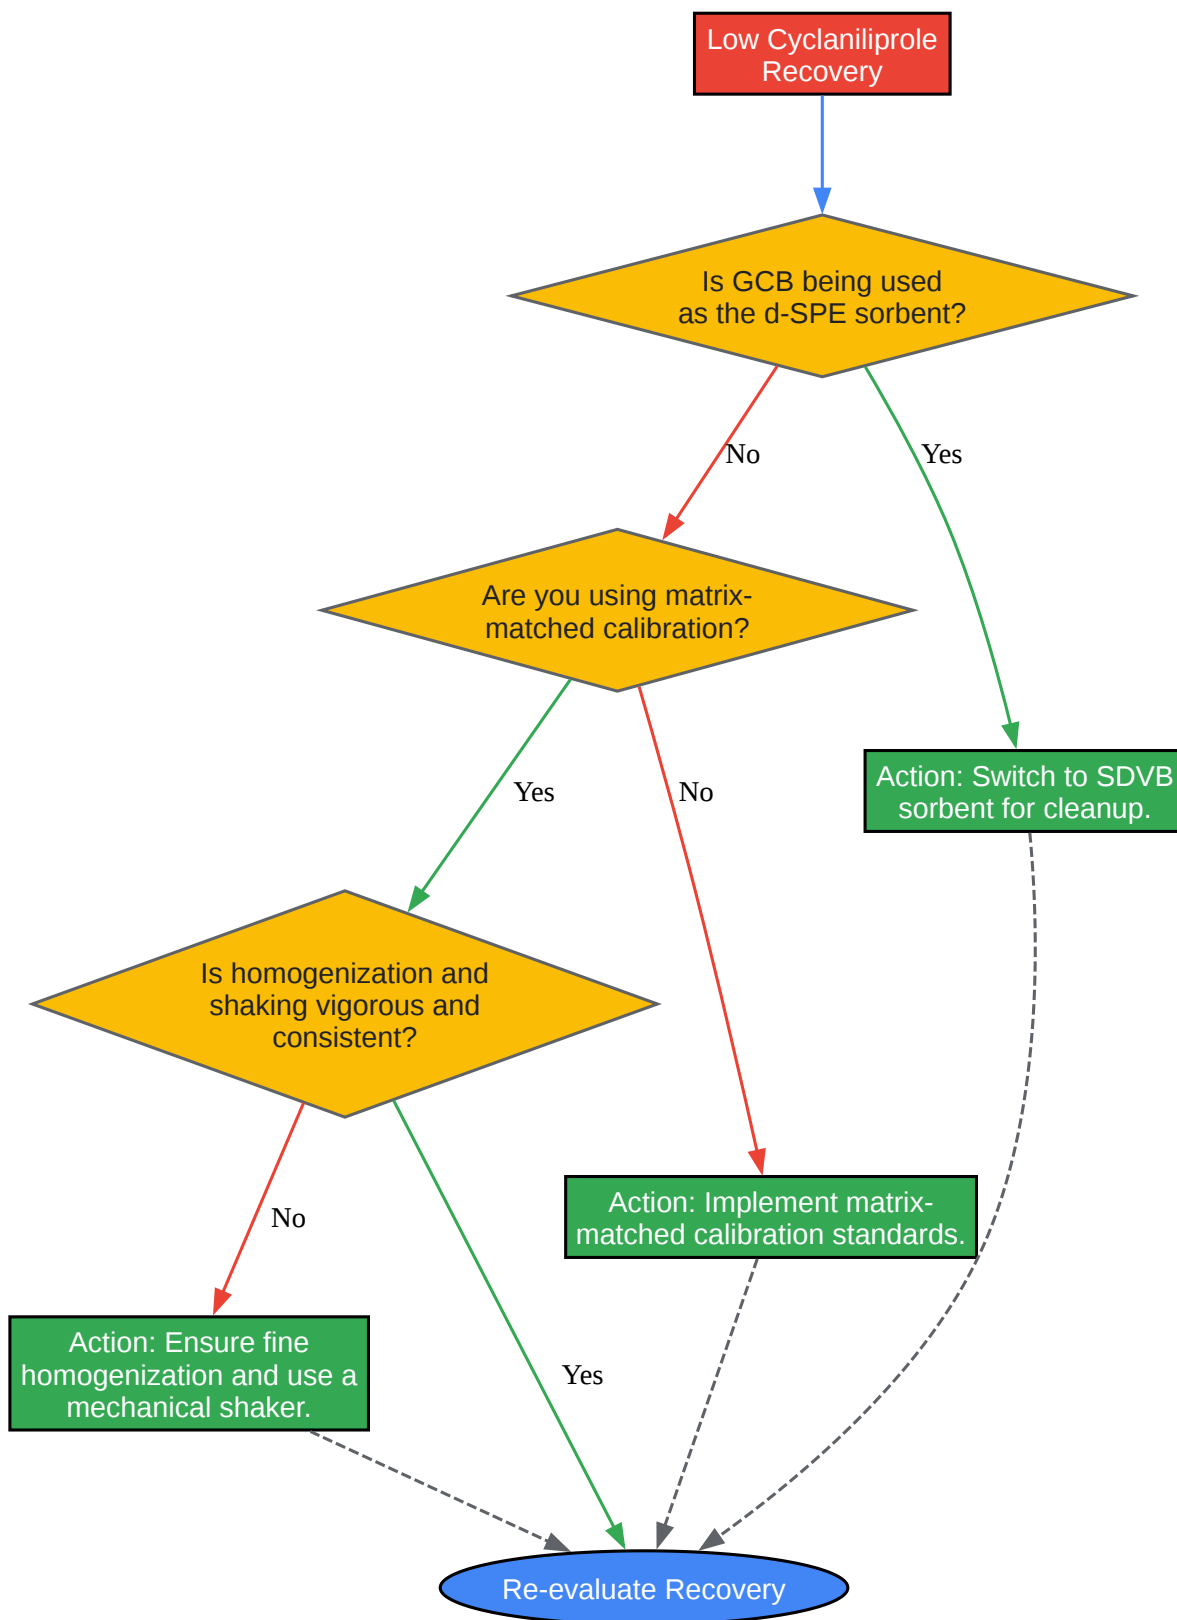 Low Cyclaniliprole
Recovery
Is GCB being used
as the d-SPE sorbent?
No
Yes
Are you using matrix-
matched calibration?
Yes
No
Action: Switch to SDVB
sorbent for cleanup.
Is homogenization and
shaking vigorous and
consistent?
No
Action: Implement matrix-
matched calibration standards.
Action: Ensure fine
homogenization and use a
mechanical shaker.
Yes
Re-evaluate Recovery